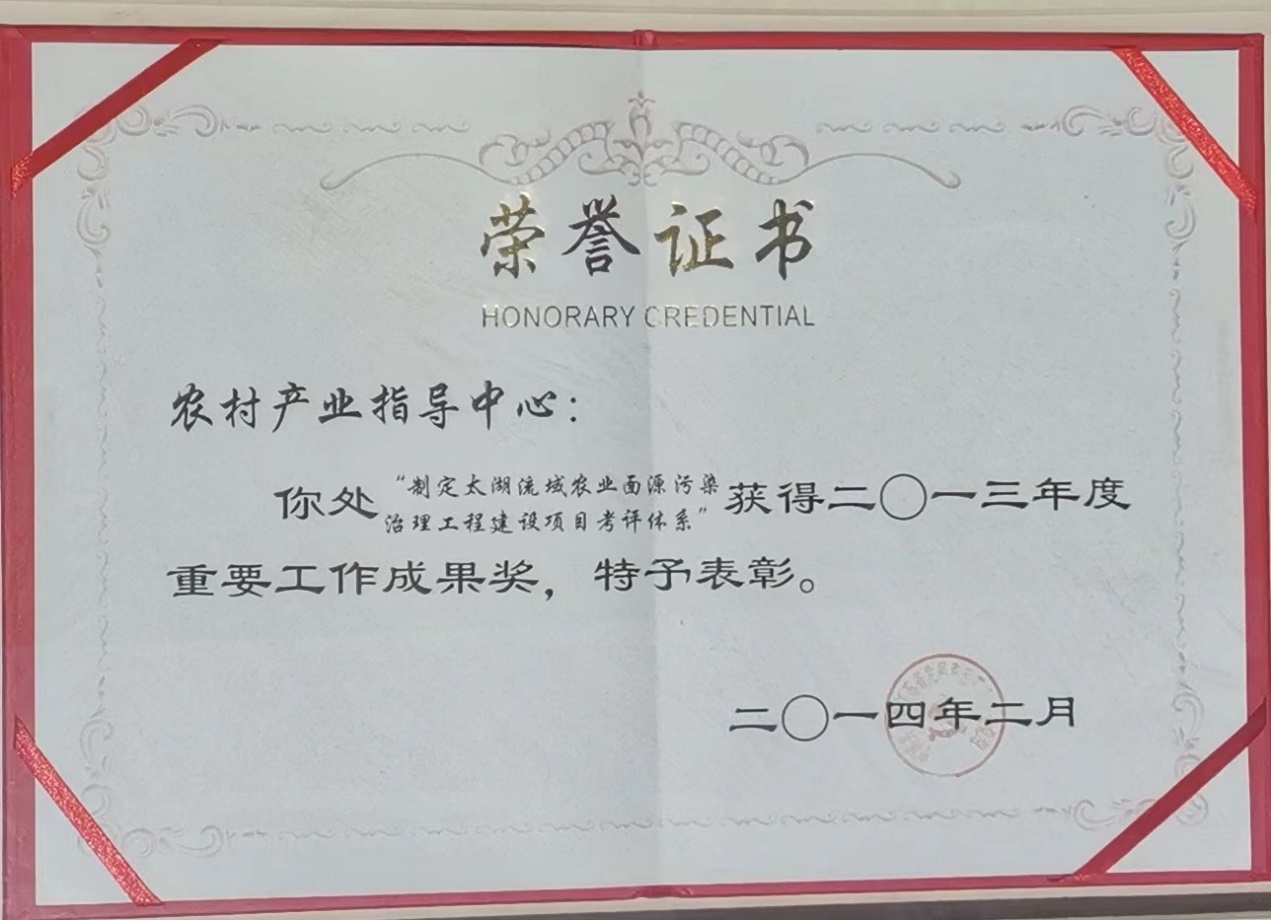 荣誉证书
HONORARY CREDENTIAL
农村产业指导中心：
你处“制定太湖流域农业面源污染治理工程建设项目考评体系”获得二〇一三年度
重要工作成果奖，特予表彰。
二〇一四年二月